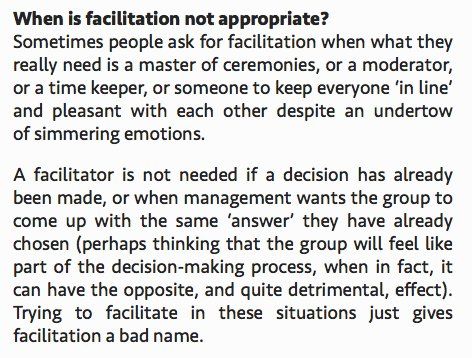 When is facilitation not appropriate?
Sometimes people ask for facilitation when what they
really need is a master of ceremonies, or a moderator,
or a time keeper, or someone to keep everyone ‘in line’
and pleasant with each other despite an undertow
of simmering emotions.
A facilitator is not needed if a decision has already
been made, or when management wants the group to
come up with the same ‘answer’ they have already
chosen (perhaps thinking that the group will feel like
part of the decision-making process, when in fact, it
can have the opposite, and quite detrimental, effect).
Trying to facilitate in these situations just gives
facilitation a bad name.